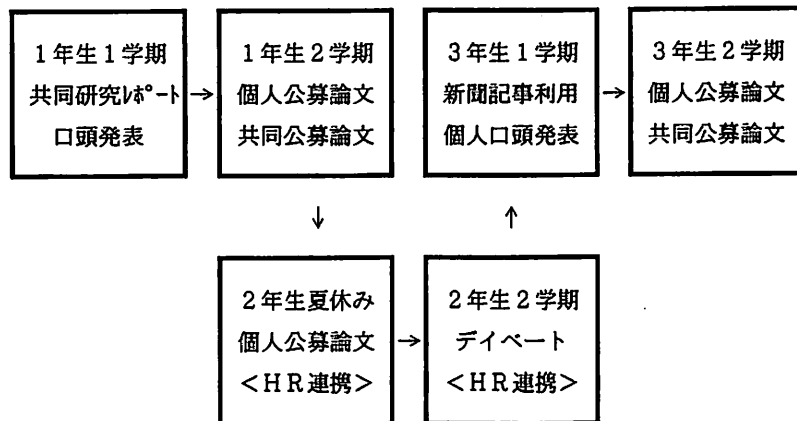 1年生1学期
共同研究ﾚﾎﾟｰト
口頭発表
→
1年生2学期
個人公募論文
共同公募論文
↓
2年生夏休み
個人公募論文
<HR連携>
→
2年生2学期
デイベート
<HR連携>
↑
3年生1学期
新聞記事利用
個人口頭発表
→
3年生2学期
個人公募論文
共同公募論文